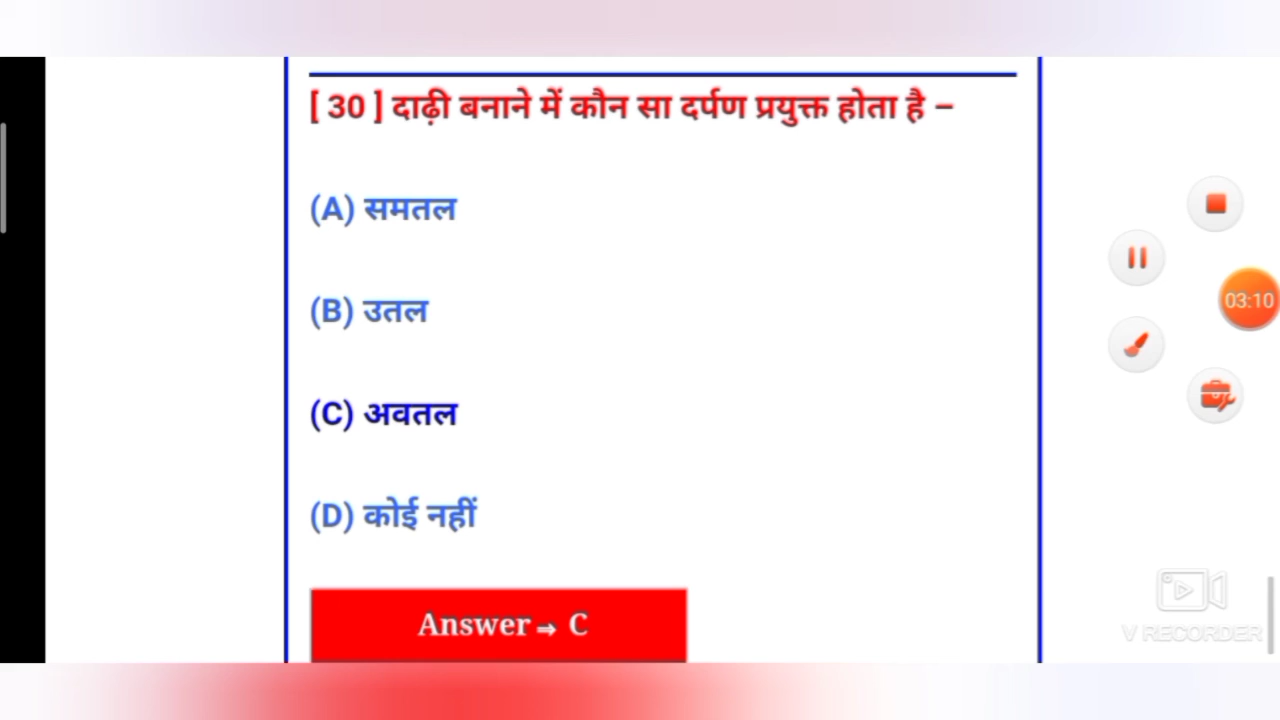 [ 30 ] दाढ़ी बनाने में कौन सा दर्पण प्रयुक्त होता है –
(A) समतल
(B) उतल
03:10
(C) अवतल
(D) कोई नहीं
Answer ⇒ C
V RECORDER